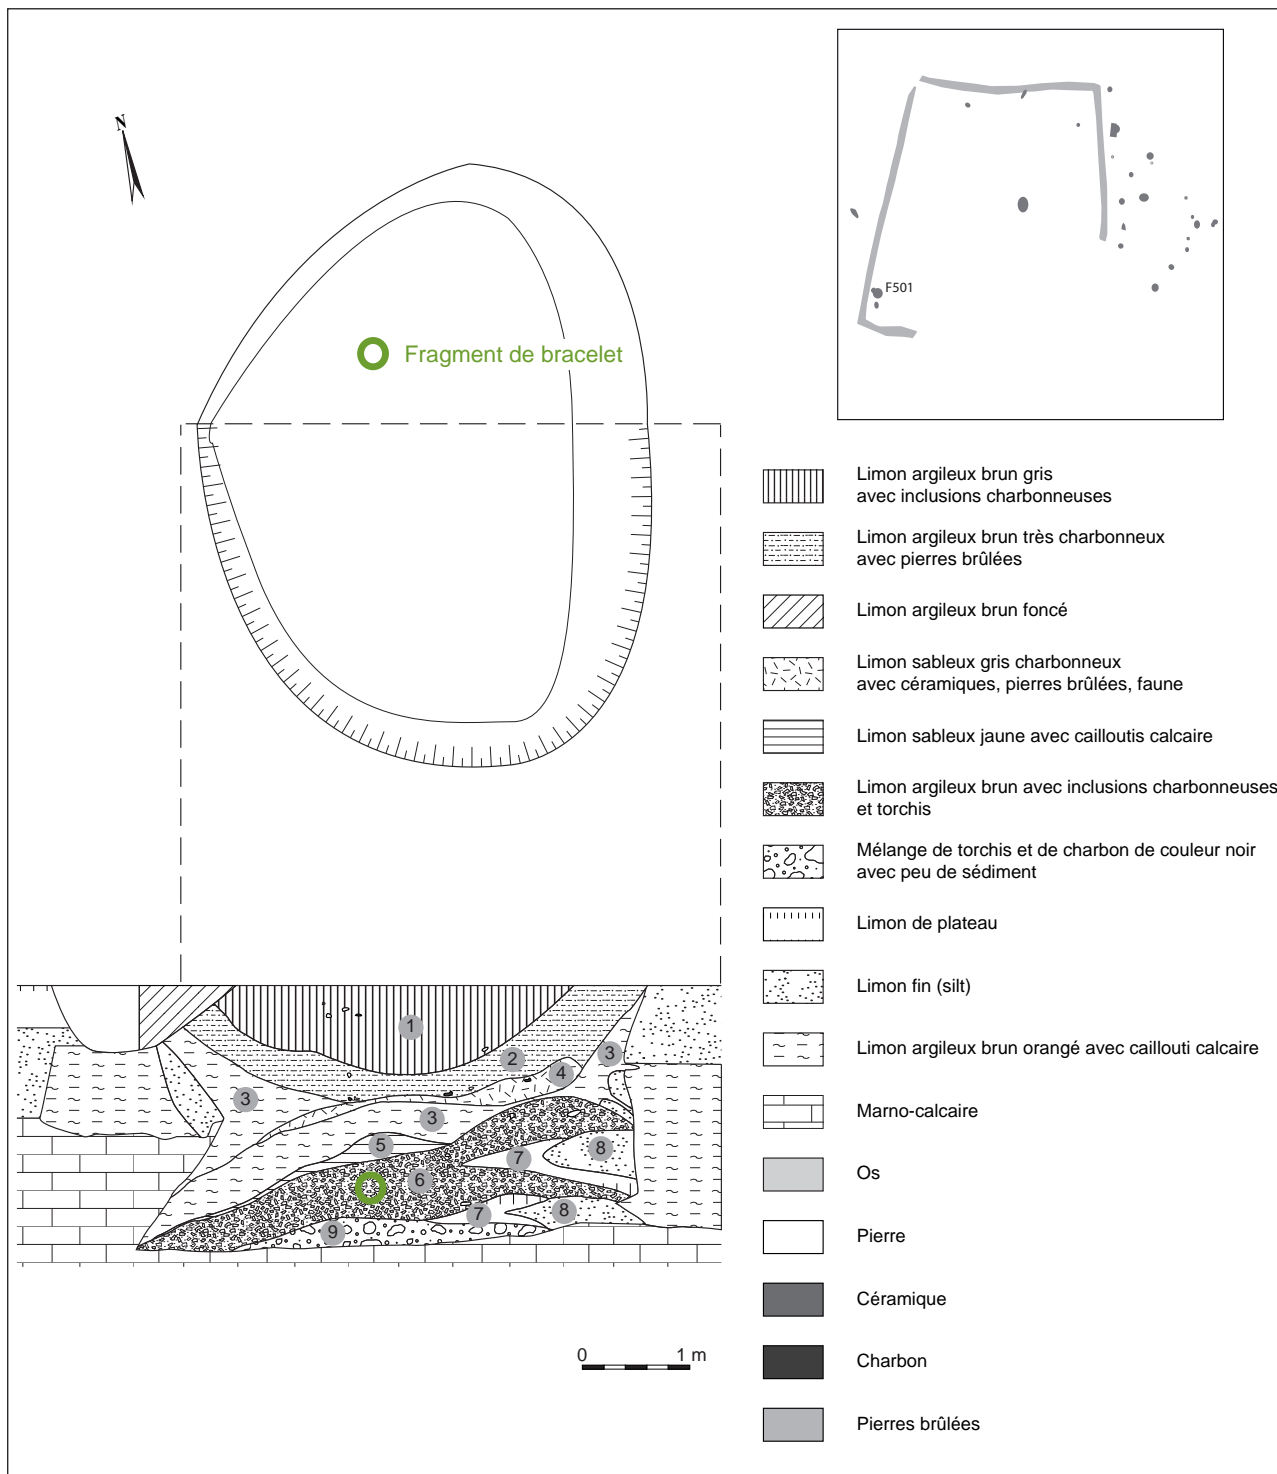 N
F501
Fragment de bracelet
Limon argileux brun gris
avec inclusions charbonneuses
Limon argileux brun très charbonneux
avec pierres brûlées
Limon argileux brun foncé
Limon sableux gris charbonneux
avec céramiques, pierres brûlées, faune
Limon sableux jaune avec cailloutis calcaire
Limon argileux brun avec inclusions charbonneuses
et torchis
Mélange de torchis et de charbon de couleur noir
avec peu de sédiment
Limon de plateau
Limon fin (silt)
Limon argileux brun orangé avec caillouti calcaire
Marno-calcaire
Os
Pierre
Céramique
Charbon
Pierres brûlées
1
2
3
4
3
3
5
8
7
6
7
8
9
0 1 m